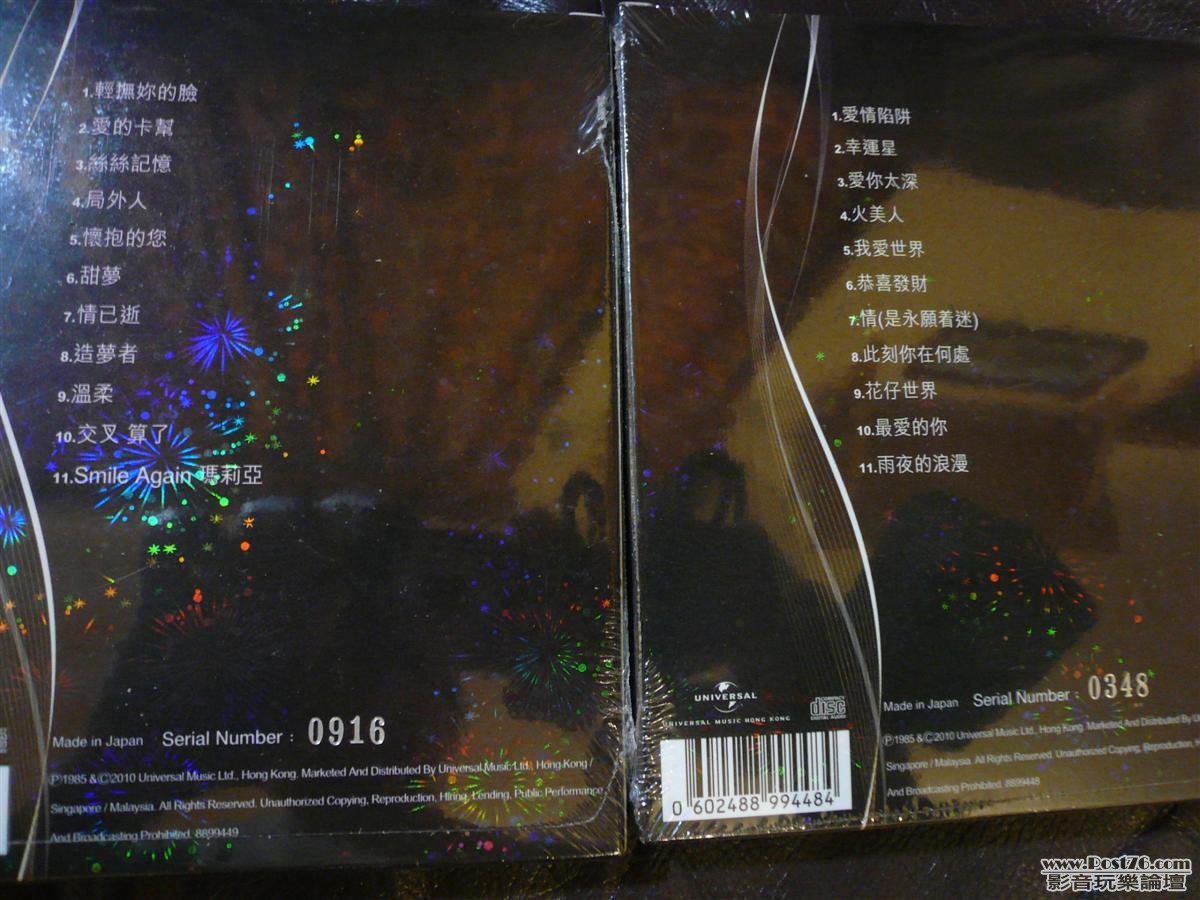 1.輕撫妳的臉
2.愛的卡幫
3.絲絲記憶
4.局外人
5.懷抱的您
6.甜夢
7.情已逝
8.造夢者
9.溫柔
10.交叉 算了
11.Smile Again 瑪莉亞
Made in Japan Serial Number : 0916
Ⓟ1985 & Ⓒ2010 Universal Music Ltd., Hong Kong. Marketed And Distributed By Universal Music Ltd., Hong Kong /
Singapore / Malaysia. All Rights Reserved. Unauthorized Copying, Reproduction, Hiring, Lending, Public Performance
And Broadcasting Prohibited. 8899449
1.愛情陷阱
2.幸運星
3.愛你太深
4.火美人
5.我愛世界
6.恭喜發財
7.情(是永願着迷)
8.此刻你在何處
9.花仔世界
10.最愛的你
11.雨夜的浪漫
UNIVERSAL
UNIVERSAL MUSIC HONG KONG
COMPACT
disc
DIGITAL AUDIO
0 602488 994484
Made in Japan Serial Number : 0348
Ⓟ1985 & Ⓒ2010 Universal Music Ltd., Hong Kong. Marketed And Distributed By
Singapore / Malaysia. All Rights Reserved. Unauthorized Copying, Reproduction,
And Broadcasting Prohibited. 8899448
www.Post76.com
影音玩樂論壇